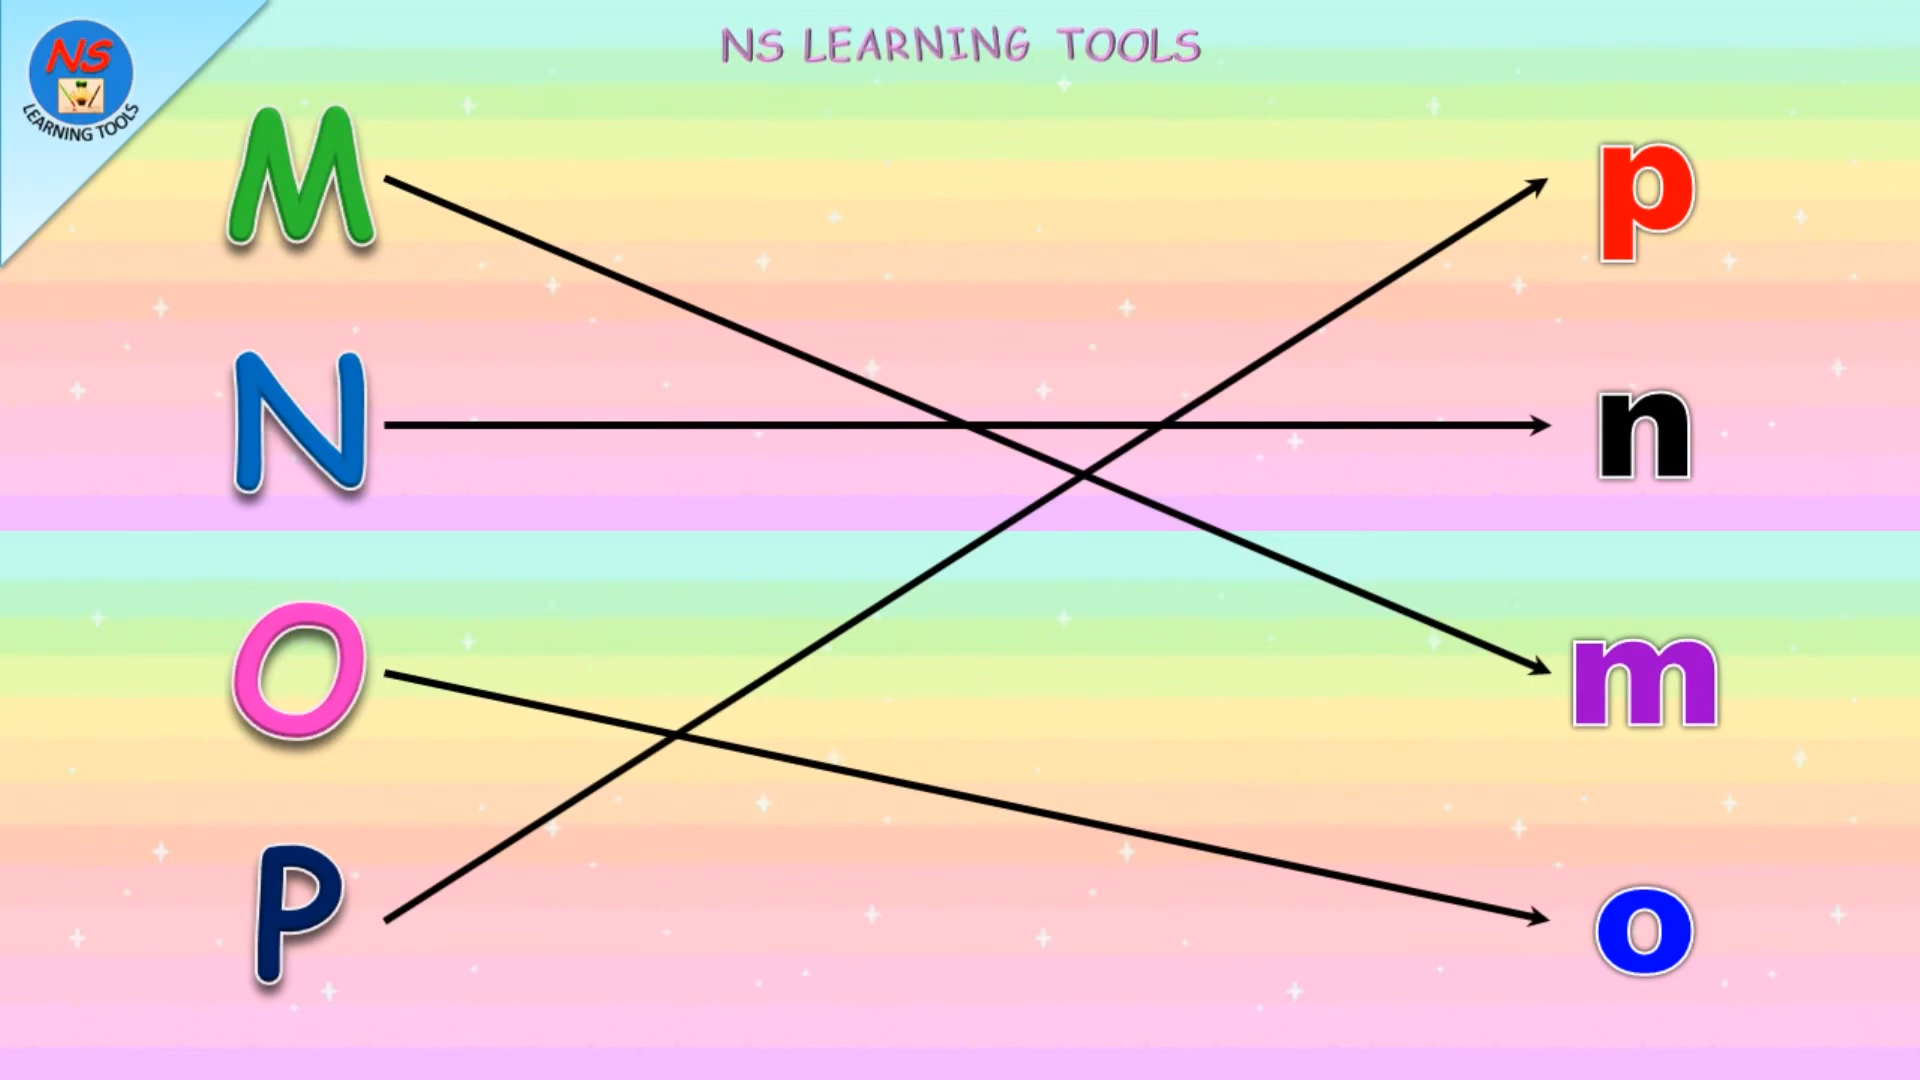 NS LEARNING TOOLS
NS
LEARNING TOOLS
M p
N n
O m
P o